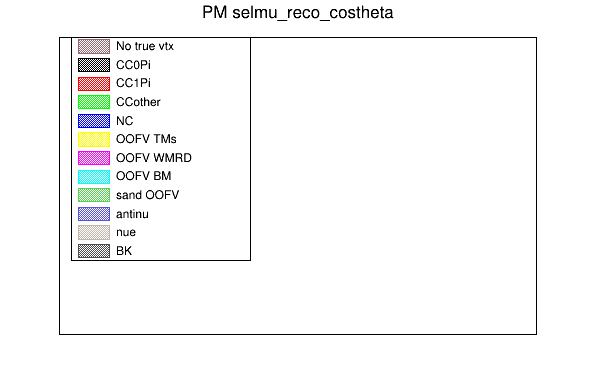 PM selmu_reco_costheta
No true vtx
CC0Pi
CC1Pi
CCother
NC
OOFV TMs
OOFV WMRD
OOFV BM
sand OOFV
antinu
nue
BK